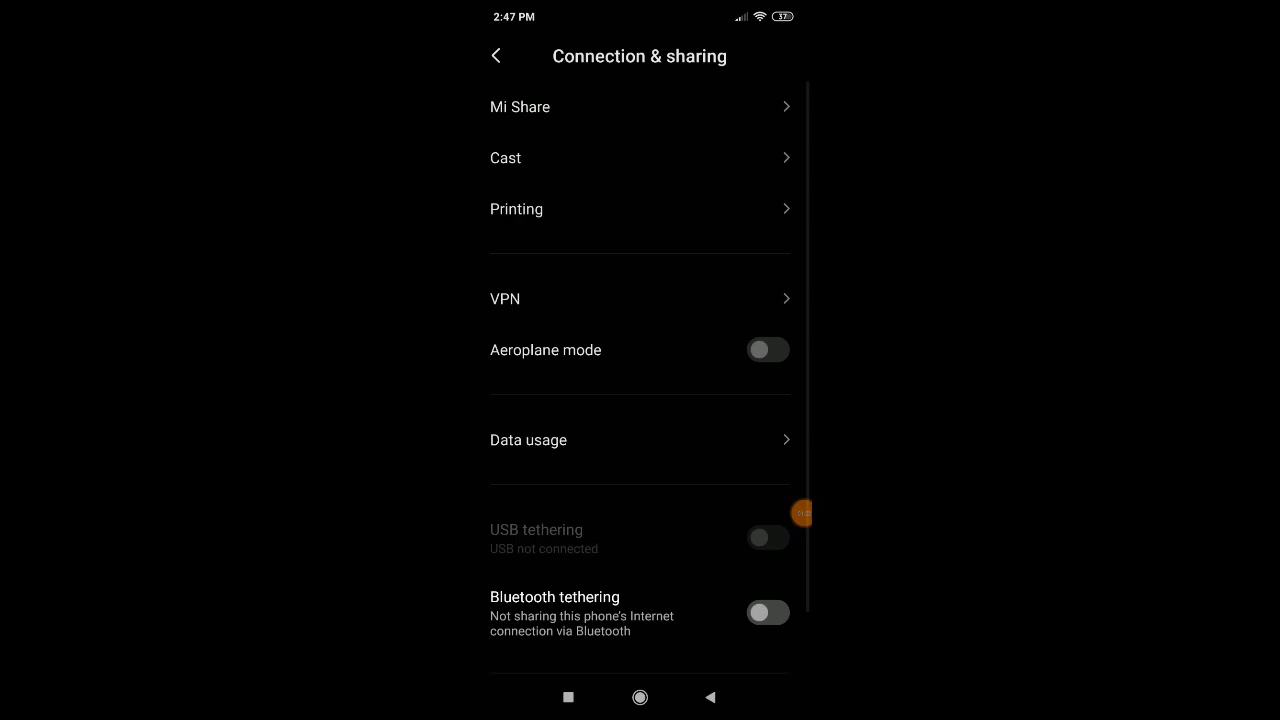 2:47 PM
37
Connection & sharing
Mi Share
Cast
Printing
VPN
Aeroplane mode
Data usage
USB tethering
USB not connected
Bluetooth tethering
Not sharing this phone's Internet
connection via Bluetooth